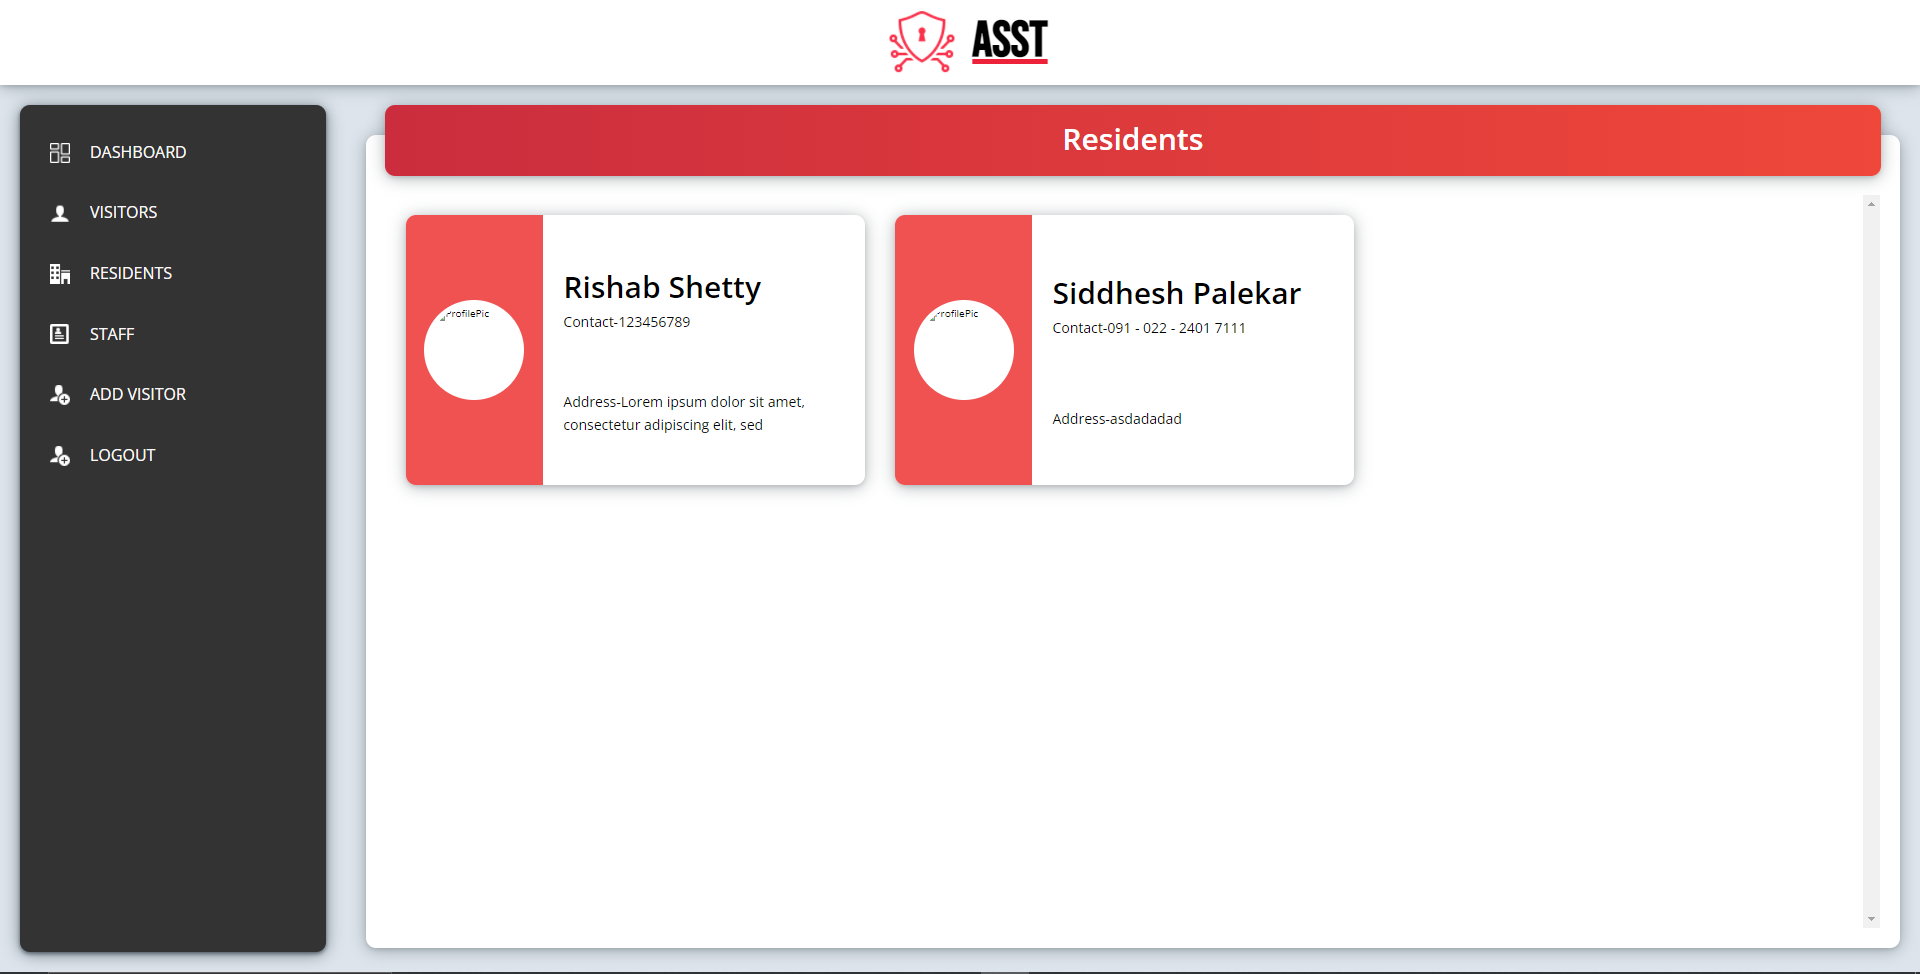 ASST
DASHBOARD
VISITORS
RESIDENTS
STAFF
ADD VISITOR
LOGOUT
Residents
ProfilePic
Rishab Shetty
Contact-123456789
Address-Lorem ipsum dolor sit amet,
consectetur adipiscing elit, sed
ProfilePic
Siddhesh Palekar
Contact-091 - 022 - 2401 7111
Address-asdadadad